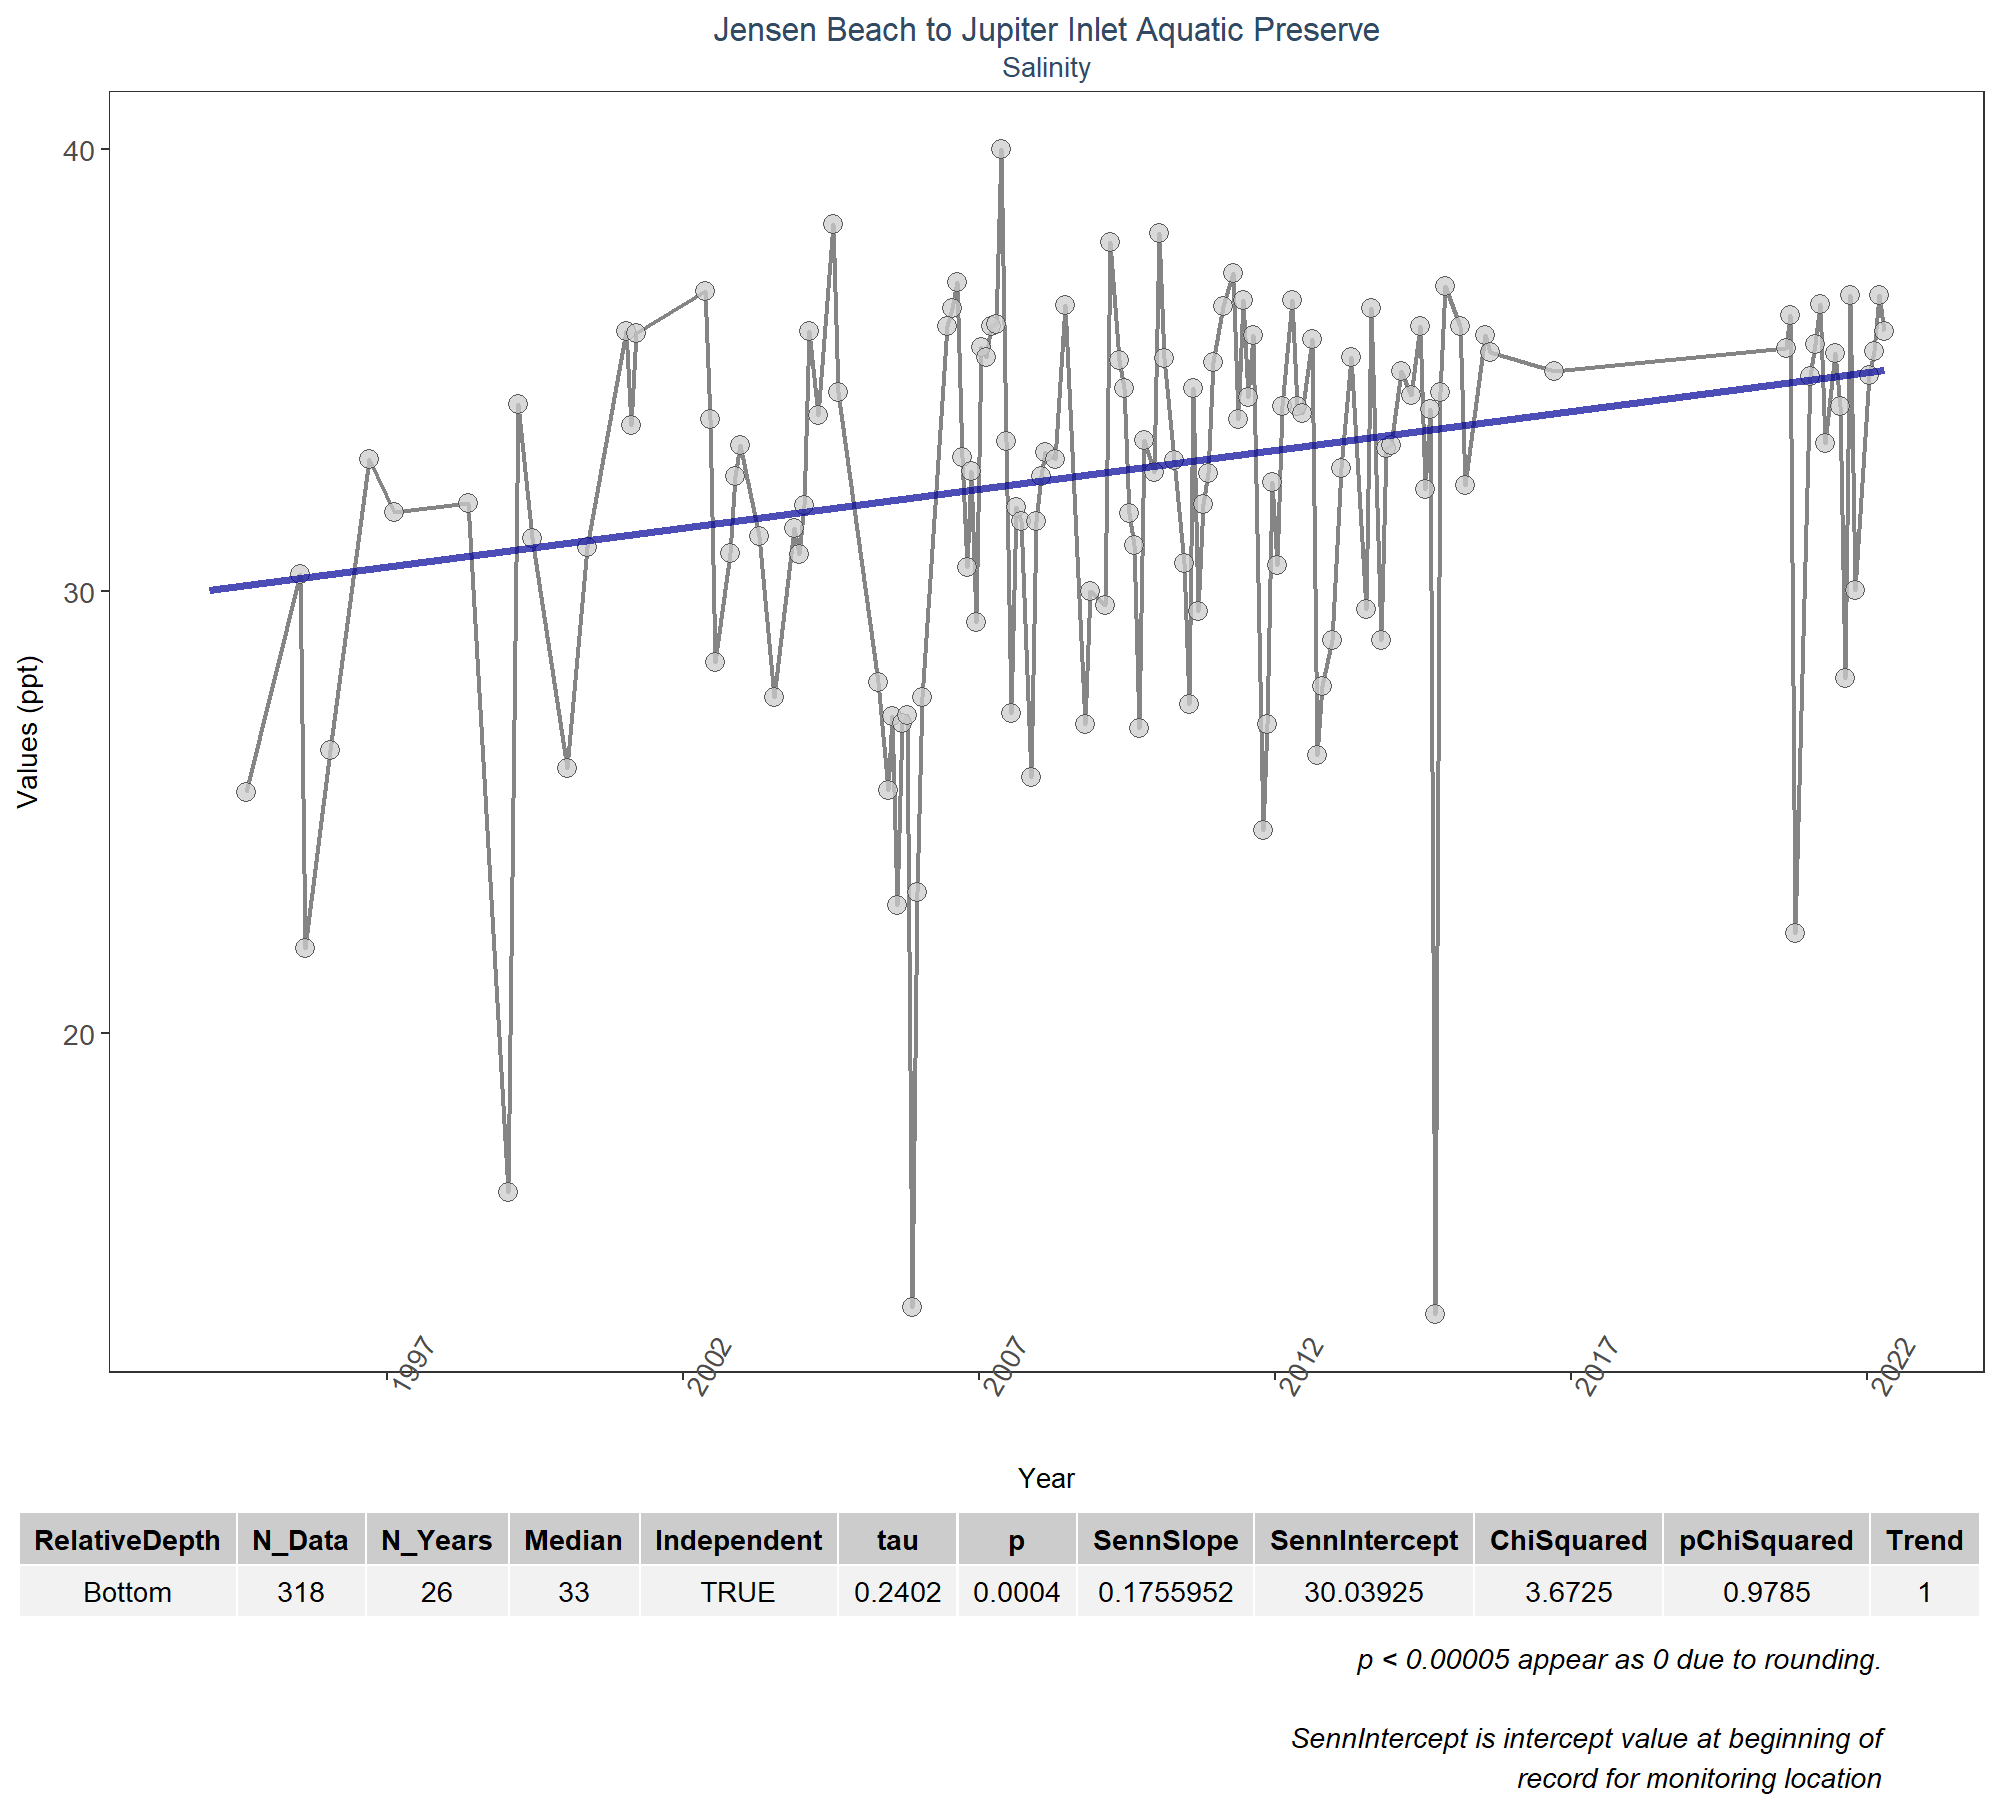 Jensen Beach to Jupiter Inlet Aquatic Preserve
Salinity
40
30
20
Values (ppt)
1997
2002
2007
2012
2017
2022
Year
RelativeDepth N_Data N_Years Median Independent tau p SennSlope SennIntercept ChiSquared pChiSquared Trend
Bottom 318 26 33 TRUE 0.2402 0.0004 0.1755952 30.03925 3.6725 0.9785 1
p < 0.00005 appear as 0 due to rounding.
SennIntercept is intercept value at beginning of
record for monitoring location